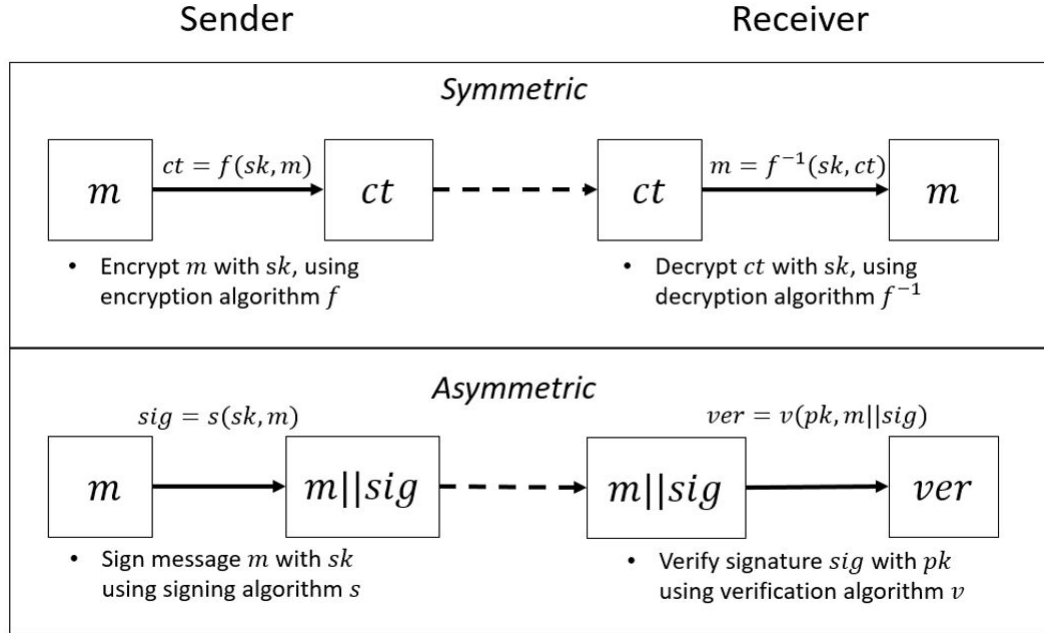 Sender
Receiver
Symmetric
m
ct = f(sk, m)
ct
ct
m = f⁻¹(sk, ct)
m
• Encrypt m with sk, using
encryption algorithm f
• Decrypt ct with sk, using
decryption algorithm f⁻¹
Asymmetric
sig = s(sk, m)
ver = v(pk, m||sig)
m
m||sig
m||sig
ver
• Sign message m with sk
using signing algorithm s
• Verify signature sig with pk
using verification algorithm v